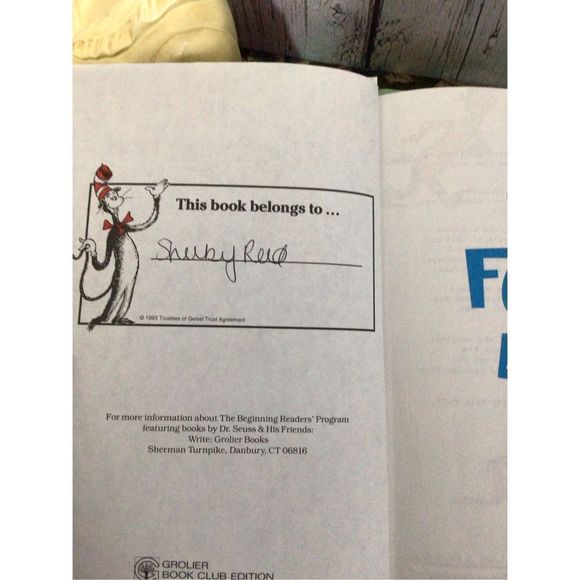 This book belongs to ...
Shelby Reed
© 1993 Trustees of Geisel Trust Agreement
For more information about The Beginning Readers' Program
featuring books by Dr. Seuss & His Friends:
Write: Grolier Books
Sherman Turnpike, Danbury, CT 06816
GROLIER
BOOK CLUB EDITION